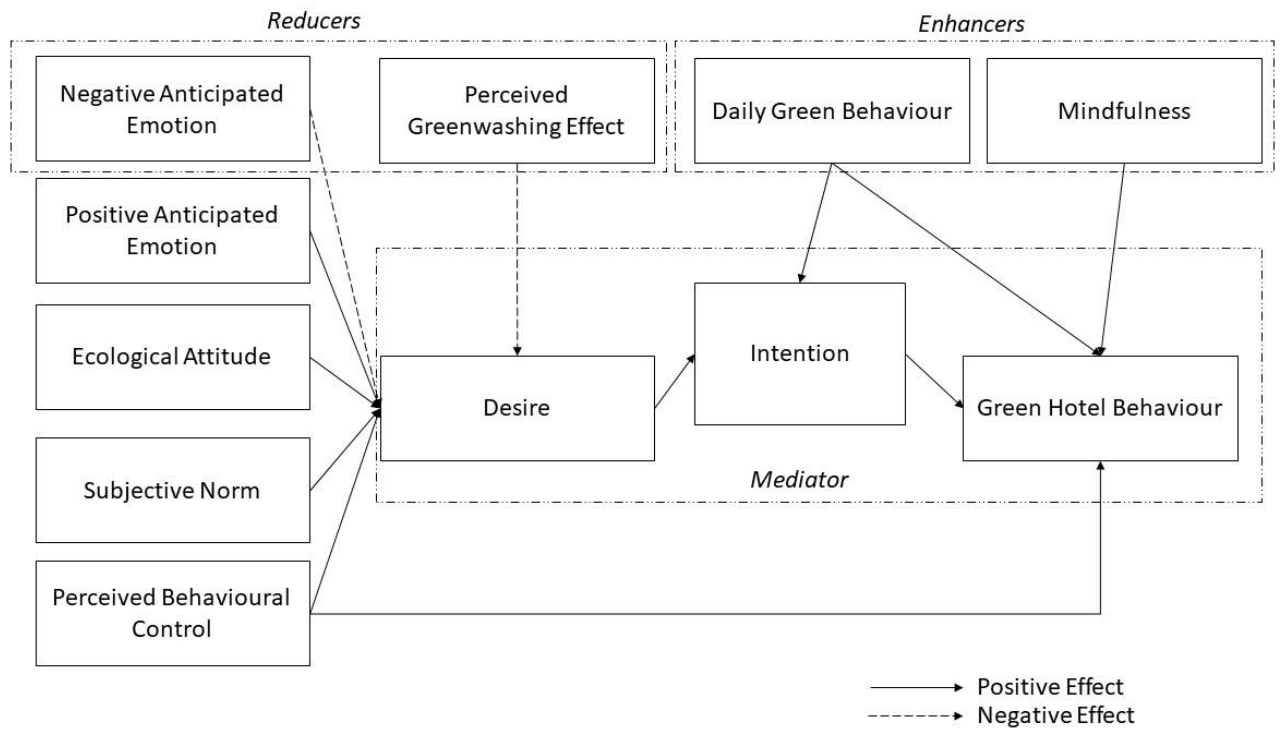 Reducers
Enhancers
Negative Anticipated
Emotion
Perceived
Greenwashing Effect
Daily Green Behaviour
Mindfulness
Positive Anticipated
Emotion
Ecological Attitude
Intention
Desire
Green Hotel Behaviour
Subjective Norm
Mediator
Perceived Behavioural
Control
Positive Effect
Negative Effect